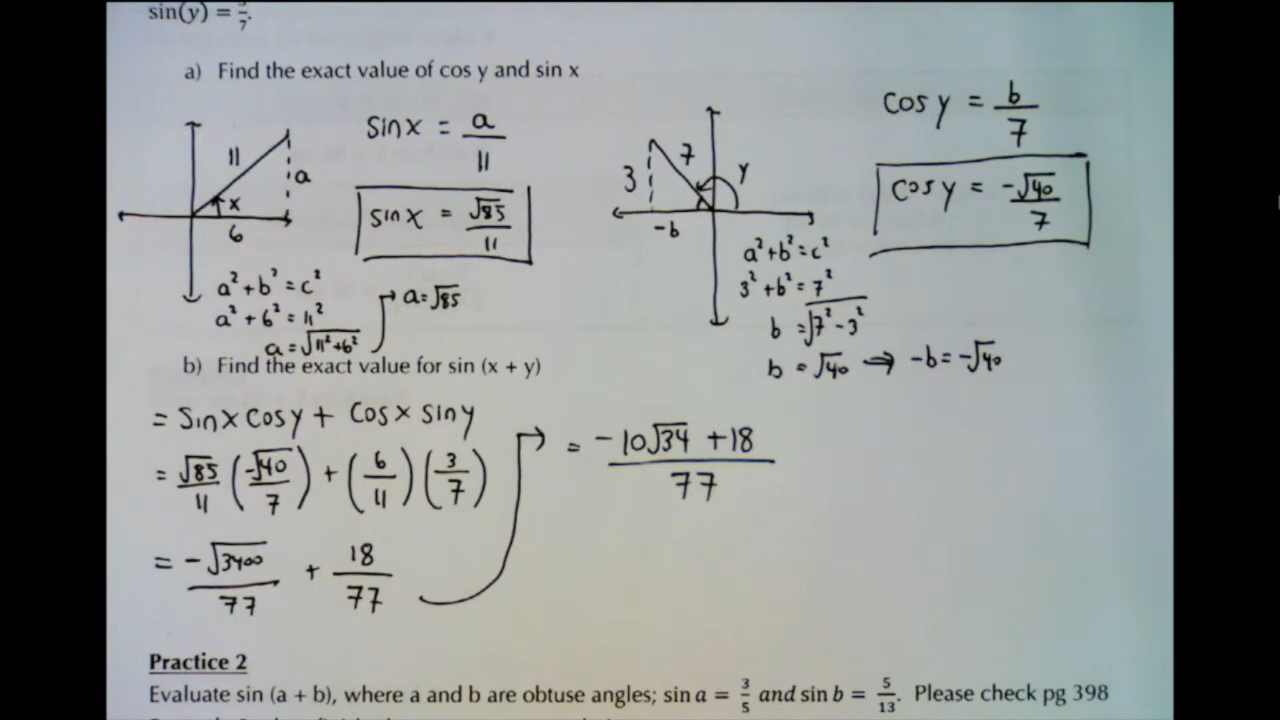 sin(y) = 3/7.
a) Find the exact value of cos y and sin x
sin x = a/11
sin x = √85/11
11
a
x
6
a² + b² = c²
a² + 6² = 11²
a = √11²+6²
→ a = √85
cos y = b/7
cos y = -√40/7
3
7
y
-b
a² + b² = c²
3² + b² = 7²
b = √7² - 3²
b = √40 → -b = -√40
b) Find the exact value for sin (x + y)
= sin x cos y + cos x sin y
= √85/11 (-√40/7) + (6/11) (3/7)
= -√3400/77 + 18/77
= -10√34 + 18/77
Practice 2
Evaluate sin (a + b), where a and b are obtuse angles; sin a = 3/5 and sin b = 5/13. Please check pg 398